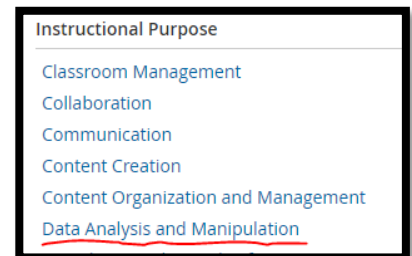 Instructional Purpose
Classroom Management
Collaboration
Communication
Content Creation
Content Organization and Management
Data Analysis and Manipulation